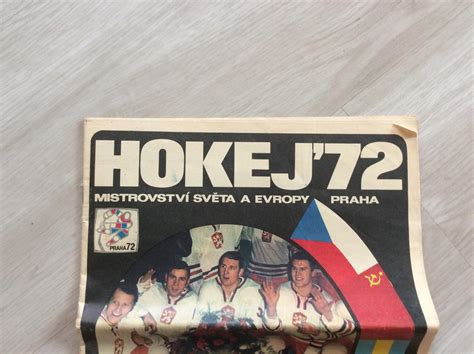 HOKEJ'72
MISTROVSTVÍ SVĚTA A EVROPY PRAHA
PRAHA 72